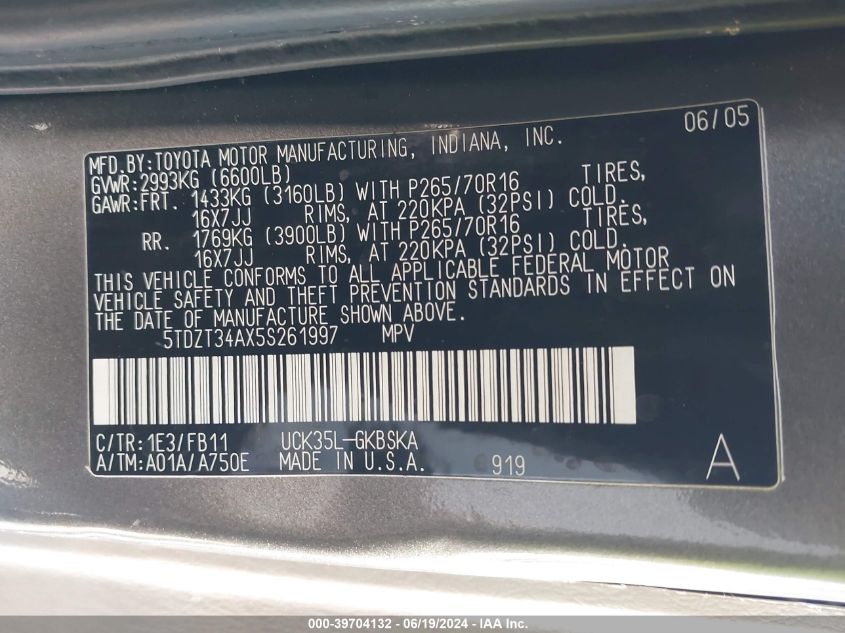 06/05
MFD.BY:TOYOTA MOTOR MANUFACTURING, INDIANA, INC.
GVWR:2993KG (6600LB)
GAWR:FRT. 1433KG (3160LB) WITH P265/70R16 TIRES,
16X7JJ RIMS, AT 220KPA (32PSI) COLD.
RR. 1769KG (3900LB) WITH P265/70R16 TIRES,
16X7JJ RIMS, AT 220KPA (32PSI) COLD.
THIS VEHICLE CONFORMS TO ALL APPLICABLE FEDERAL MOTOR
VEHICLE SAFETY AND THEFT PREVENTION STANDARDS IN EFFECT ON
THE DATE OF MANUFACTURE SHOWN ABOVE.
5TDZT34AX5S261997 MPV
C/TR:1E3/FB11 UCK35L-GKBSKA
A/TM:A01A/A750E MADE IN U.S.A. 919 A
000-39704132 - 06/19/2024 - IAA Inc.